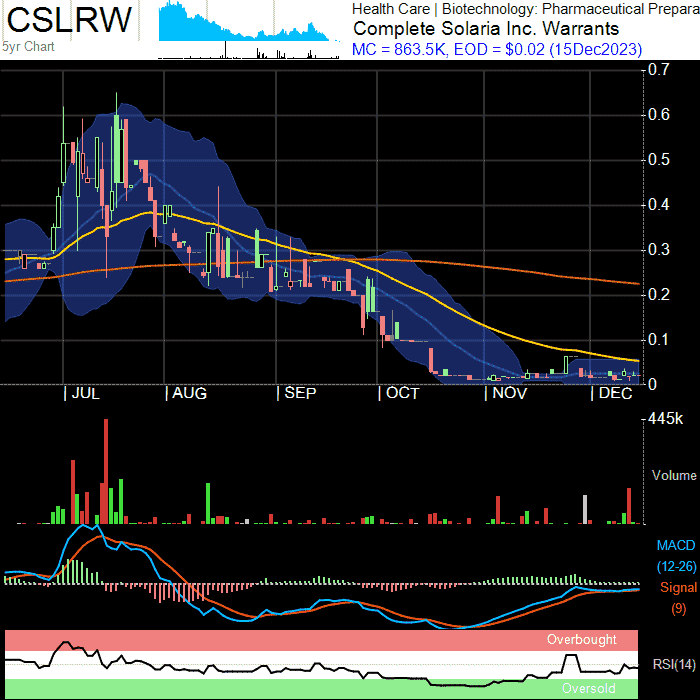 CSLRW
5yr Chart
Health Care | Biotechnology: Pharmaceutical Prepara
Complete Solaria Inc. Warrants
MC = 863.5K, EOD = $0.02 (15Dec2023)
0.7
0.6
0.5
0.4
0.3
0.2
0.1
0
| JUL | AUG | SEP | OCT | NOV | DEC
445k
Volume
MACD
(12-26)
Signal
(9)
Overbought
RSI(14)
Oversold